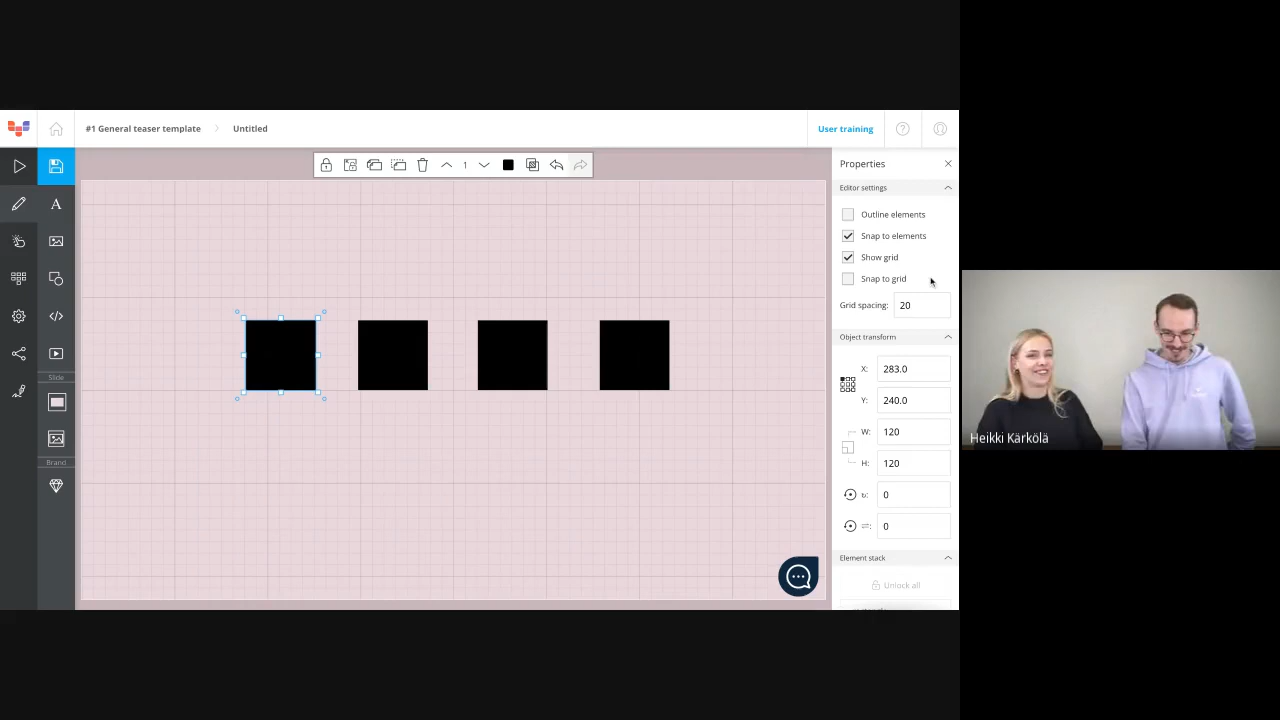 #1 General teaser template
Untitled
User training
?
1
A
Properties
Editor settings
Outline elements
Snap to elements
Show grid
Snap to grid
Grid spacing: 20
Object transform
X: 283.0
Y: 240.0
W: 120
H: 120
0
0
Slide
Brand
Element stack
Unlock all
Heikki Kärkölä